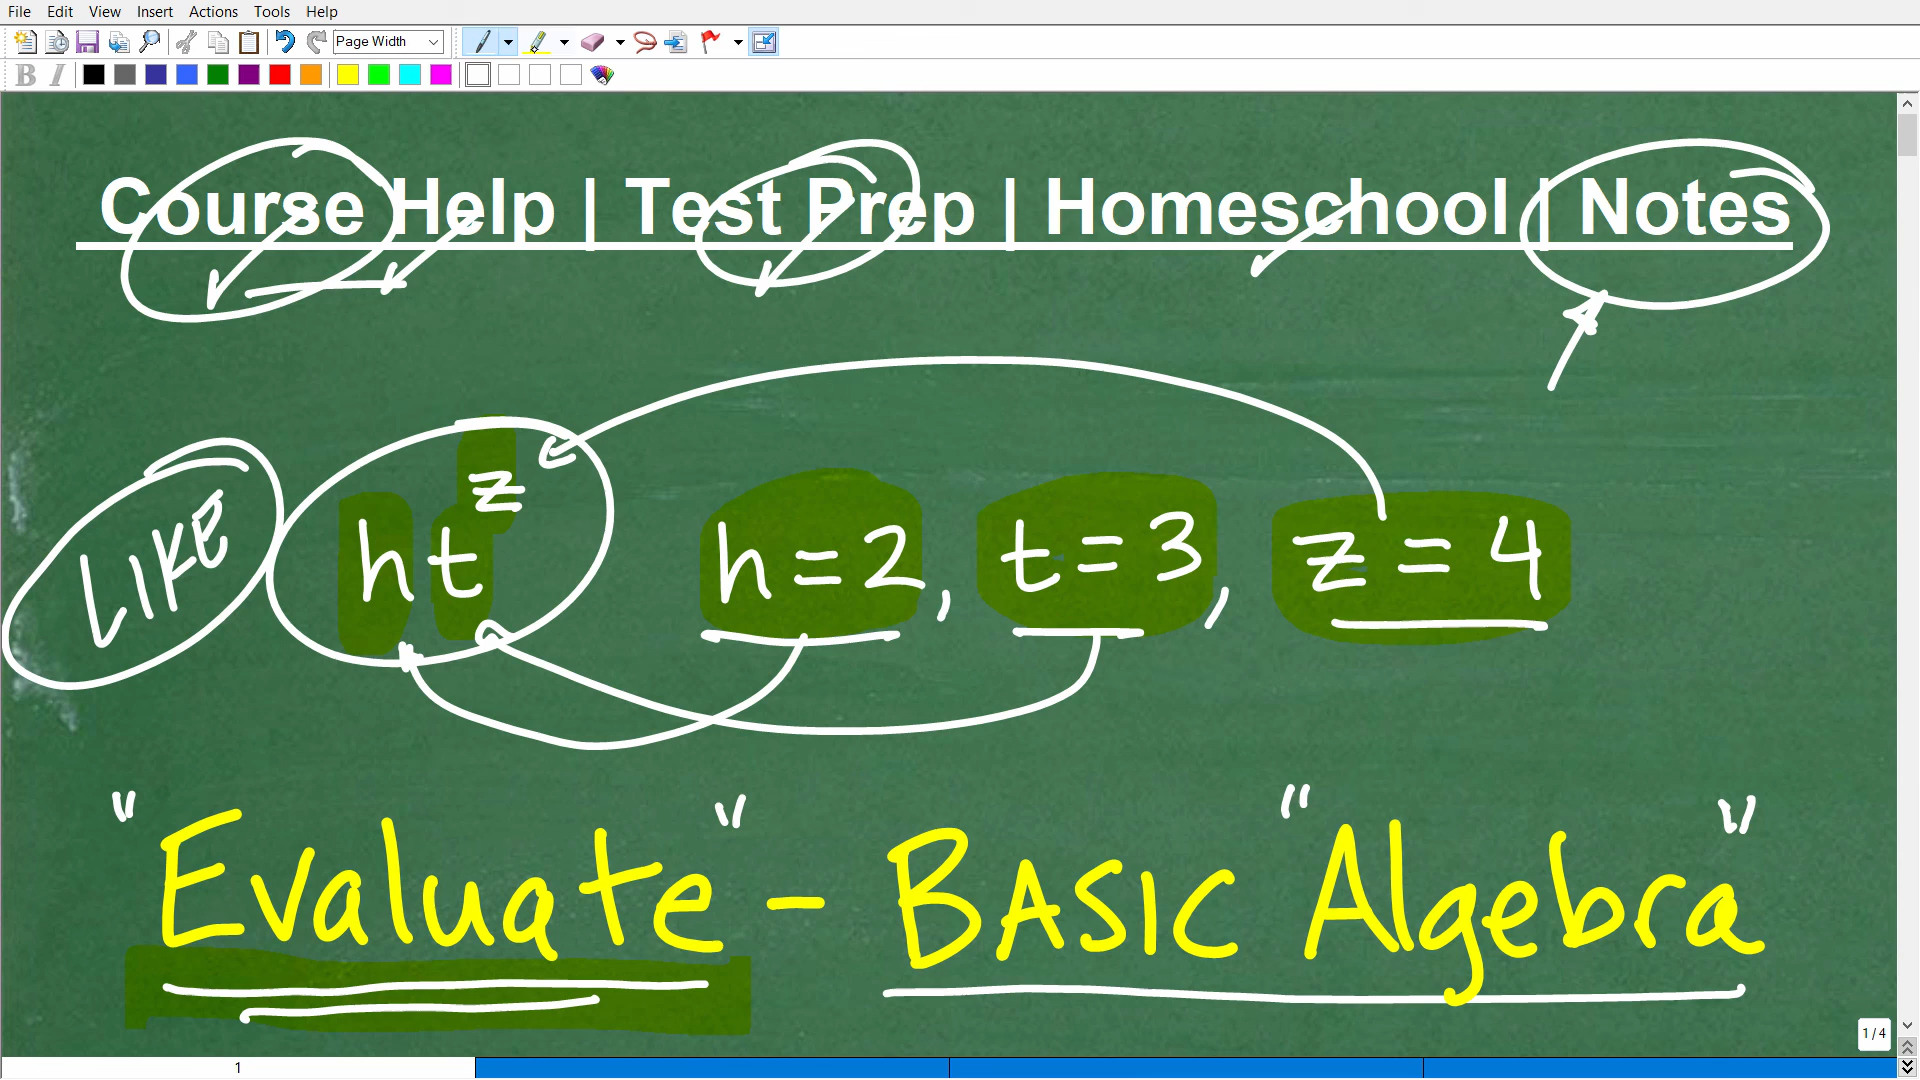 File Edit View Insert Actions Tools Help
Page Width
B I
Course Help | Test Prep | Homeschool | Notes
LIKE
ht^z h = 2, t = 3, z = 4
"Evaluate" - BASIC "Algebra"
1 / 4
1